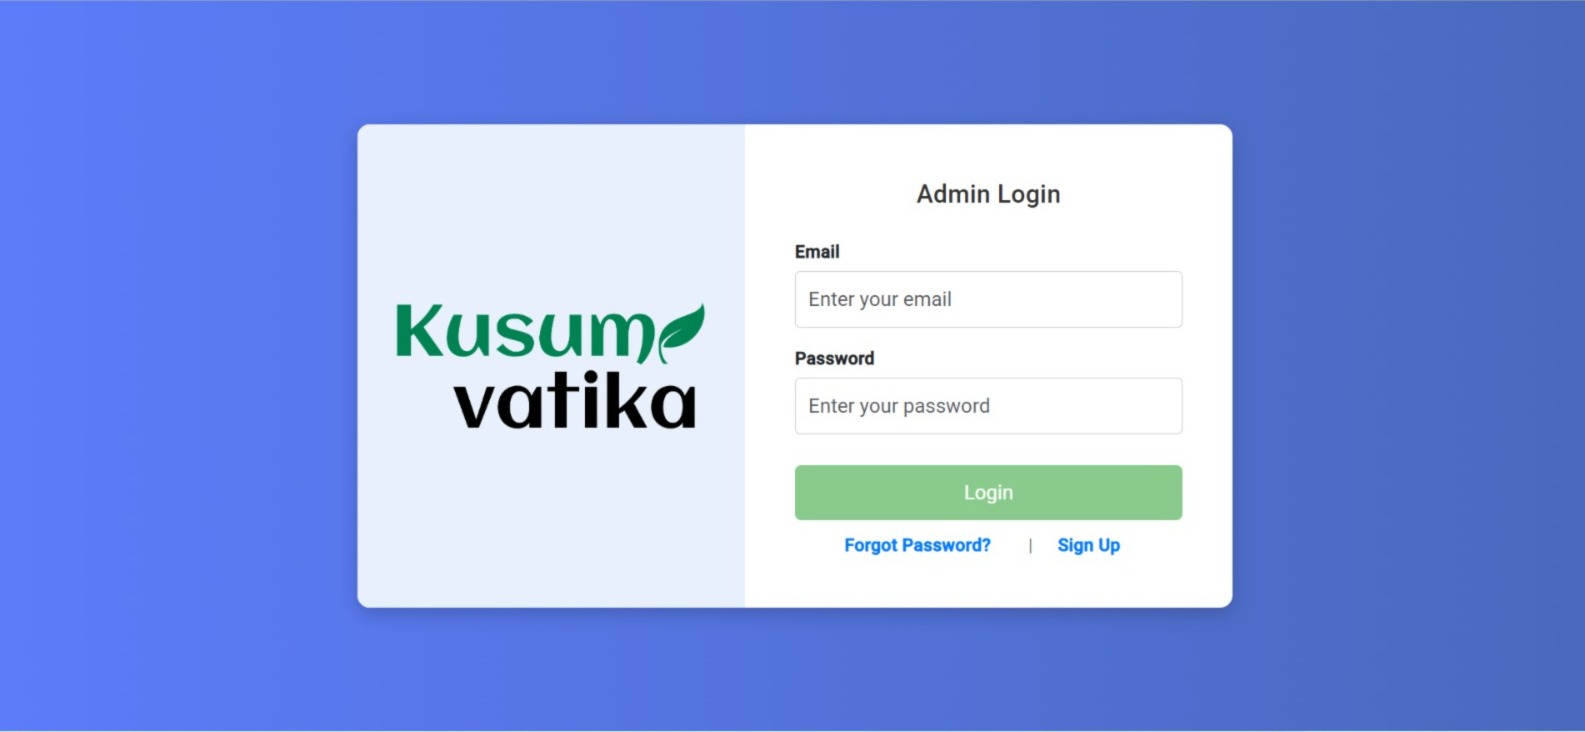 Kusum
vatika
Admin Login
Email
Enter your email
Password
Enter your password
Login
Forgot Password? | Sign Up